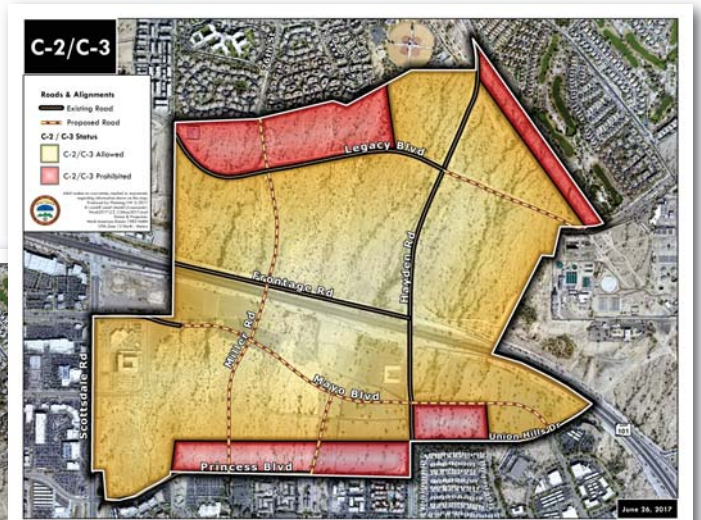 C-2/C-3
Roads & Alignments
Existing Road
Proposed Road
C-2 / C-3 Status
C-2/C-3 Allowed
C-2/C-3 Prohibited
Legacy Blvd
Hayden Rd
Frontage Rd
Miller Rd
Mayo Blvd
Scottsdale Rd
Union Hills Dr
101
Princess Blvd
June 26, 2017